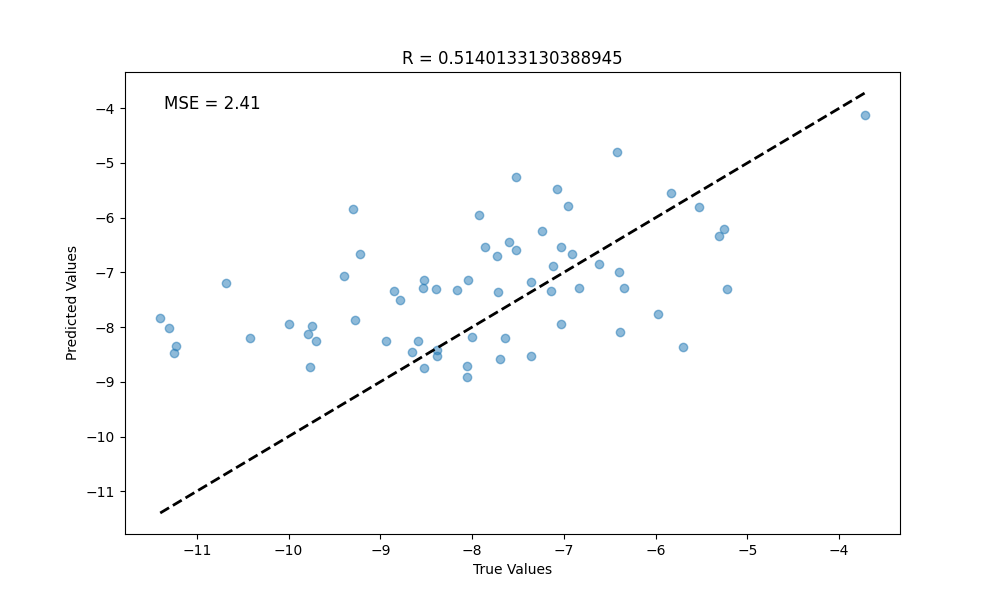 R = 0.5140133130388945
MSE = 2.41
Predicted Values
−4
−5
−6
−7
−8
−9
−10
−11
−11 −10 −9 −8 −7 −6 −5 −4
True Values